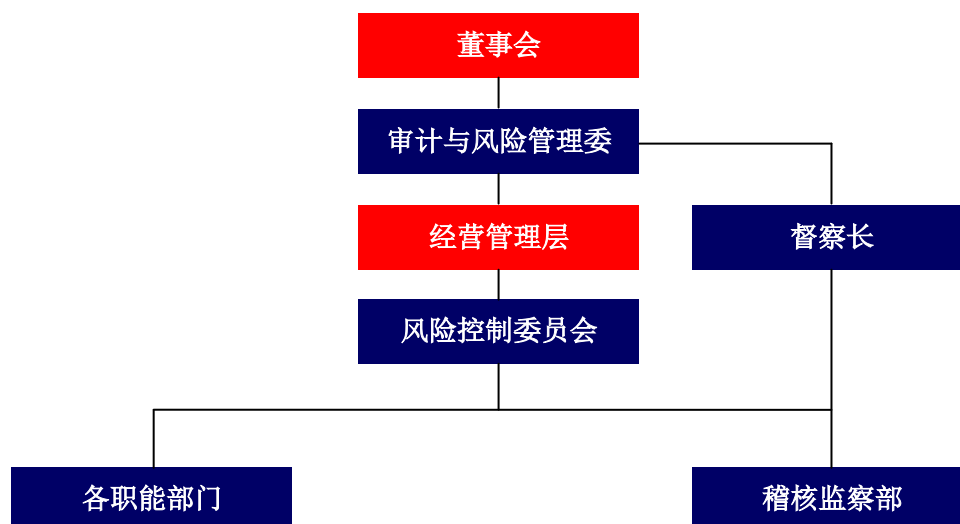 董事会
审计与风险管理委
经营管理层
督察长
风险控制委员会
各职能部门
稽核监察部